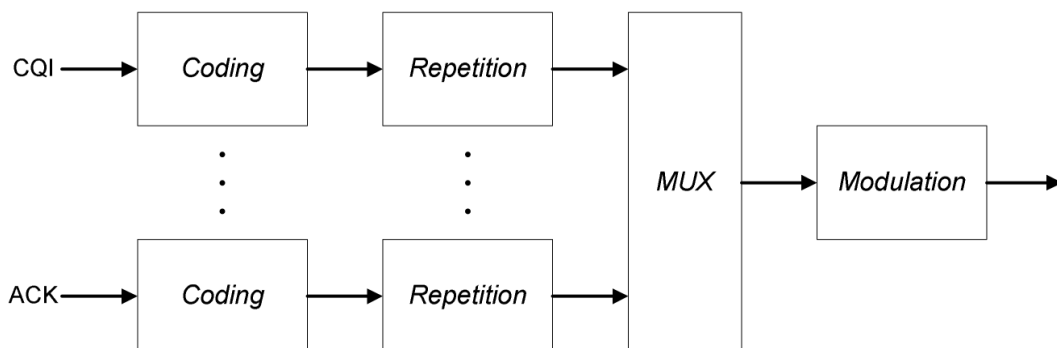 CQI
Coding
Repetition
MUX
Modulation
ACK
Coding
Repetition